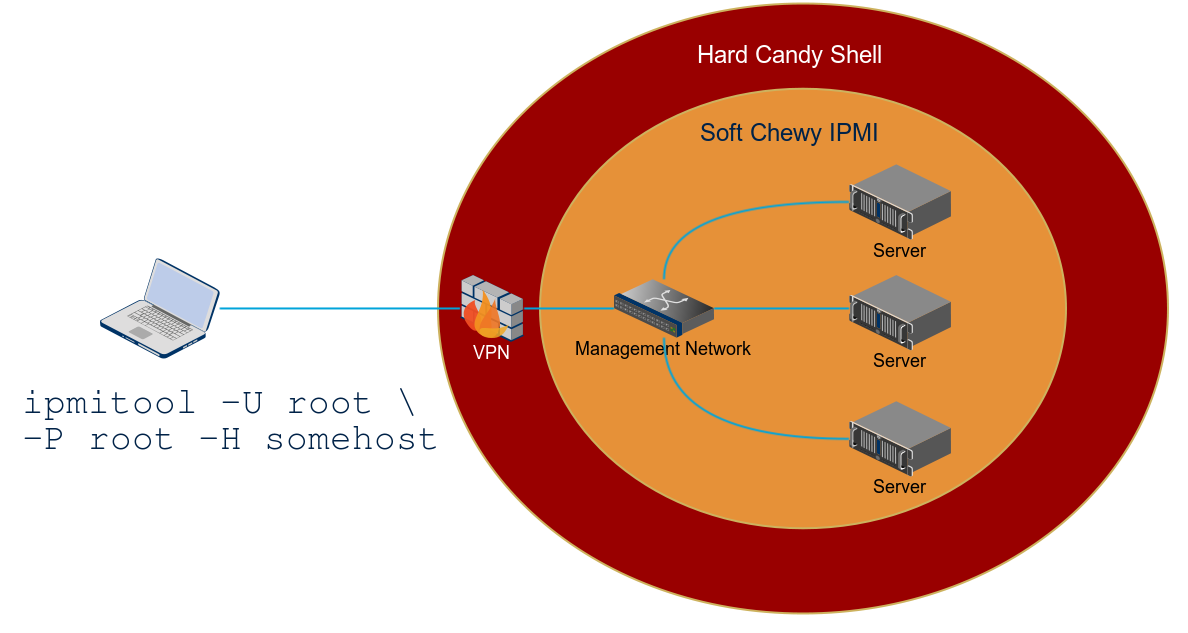 Hard Candy Shell
Soft Chewy IPMI
Server
VPN
Management Network
Server
ipmitool -U root \
-P root -H somehost
Server